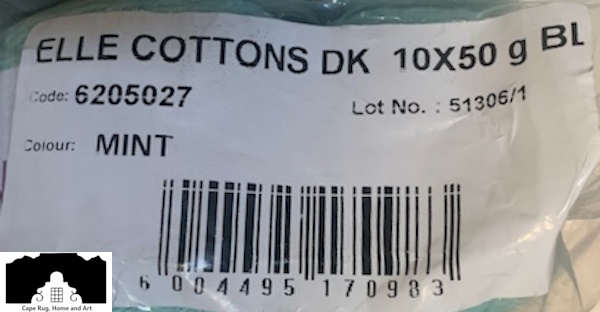 ELLE COTTONS DK 10X50 g BL
Code: 6205027
Lot No. : 51306/1
Colour: MINT
6 004495 170983
Cape Rug, Home and Art